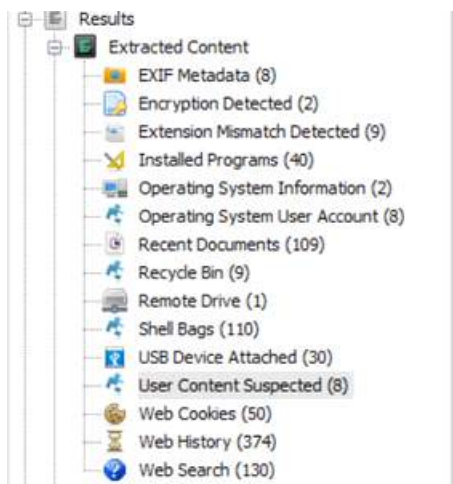 Results
Extracted Content
EXIF Metadata (8)
Encryption Detected (2)
Extension Mismatch Detected (9)
Installed Programs (40)
Operating System Information (2)
Operating System User Account (8)
Recent Documents (109)
Recycle Bin (9)
Remote Drive (1)
Shell Bags (110)
USB Device Attached (30)
User Content Suspected (8)
Web Cookies (50)
Web History (374)
Web Search (130)